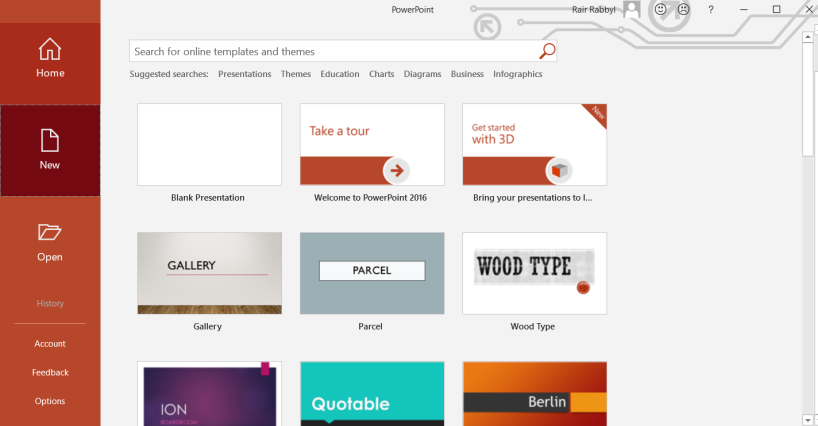 PowerPoint
Rair Rabbyl
?
Home
New
Open
History
Account
Feedback
Options
Search for online templates and themes
Suggested searches: Presentations Themes Education Charts Diagrams Business Infographics
Take a tour
Get started
with 3D
New
Blank Presentation
Welcome to PowerPoint 2016
Bring your presentations to l...
GALLERY
PARCEL
WOOD TYPE
Gallery
Parcel
Wood Type
ION
BOARDROOM
Quotable
Berlin